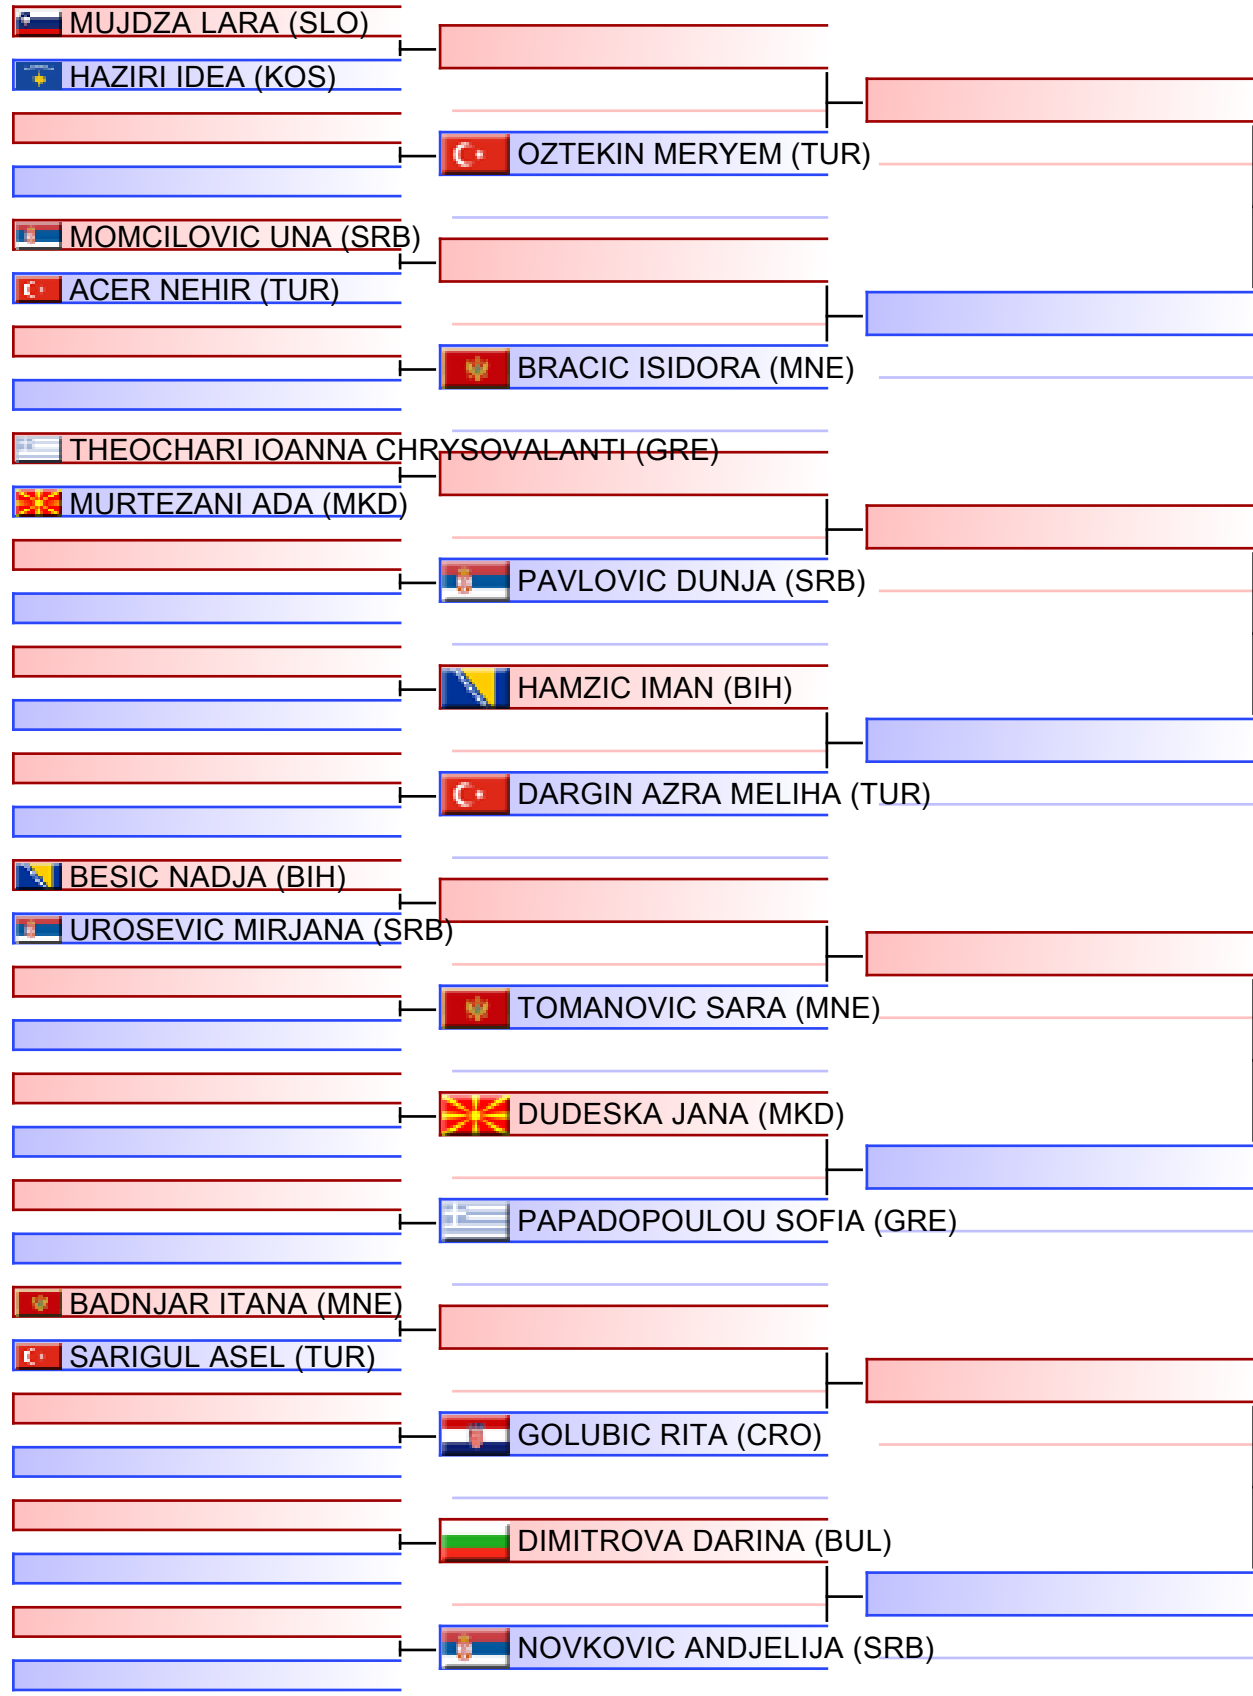 MUJDZA LARA (SLO)
HAZIRI IDEA (KOS)
OZTEKIN MERYEM (TUR)
MOMCILOVIC UNA (SRB)
ACER NEHIR (TUR)
BRACIC ISIDORA (MNE)
THEOCHARI IOANNA CHRYSOVALANTI (GRE)
MURTEZANI ADA (MKD)
PAVLOVIC DUNJA (SRB)
HAMZIC IMAN (BIH)
DARGIN AZRA MELIHA (TUR)
BESIC NADJA (BIH)
UROSEVIC MIRJANA (SRB)
TOMANOVIC SARA (MNE)
DUDESKA JANA (MKD)
PAPADOPOULOU SOFIA (GRE)
BADNJAR ITANA (MNE)
SARIGUL ASEL (TUR)
GOLUBIC RITA (CRO)
DIMITROVA DARINA (BUL)
NOVKOVIC ANDJELIJA (SRB)